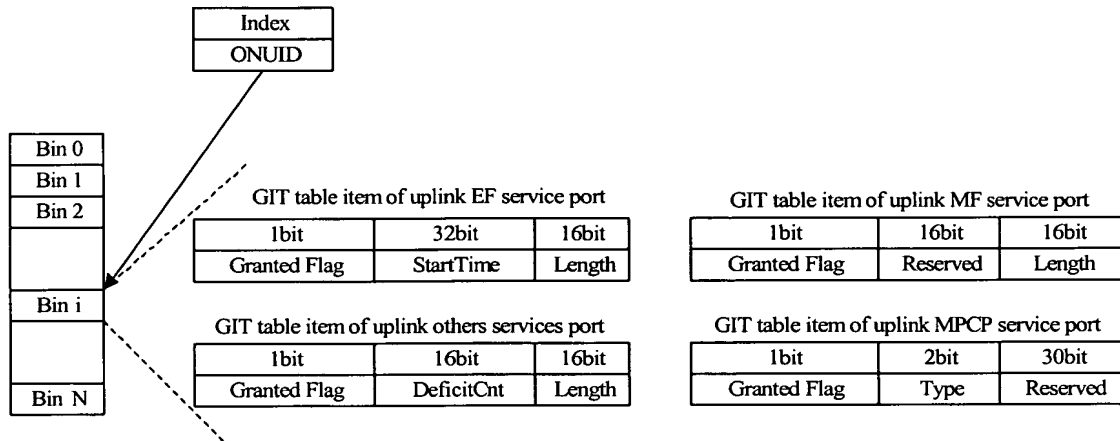 Index
ONUID
Bin 0
Bin 1
Bin 2
Bin i
Bin N
GIT table item of uplink EF service port
1bit 32bit 16bit
Granted Flag StartTime Length
GIT table item of uplink MF service port
1bit 16bit 16bit
Granted Flag Reserved Length
GIT table item of uplink others services port
1bit 16bit 16bit
Granted Flag DeficitCnt Length
GIT table item of uplink MPCP service port
1bit 2bit 30bit
Granted Flag Type Reserved